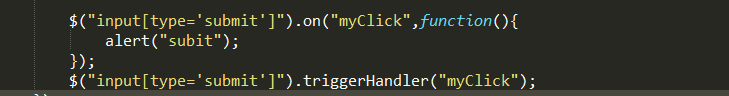 $("input[type='submit']").on("myClick",function(){
alert("subit");
});
$("input[type='submit']").triggerHandler("myClick");